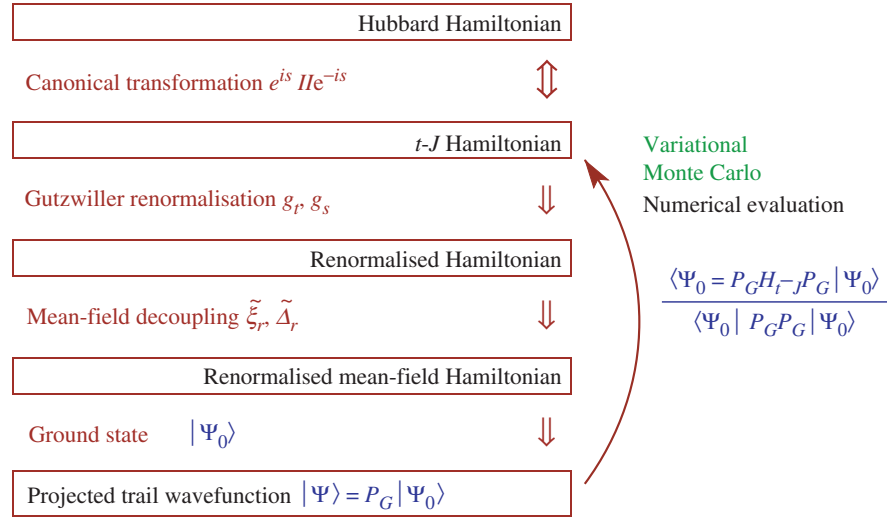 Hubbard Hamiltonian
Canonical transformation e^{is} IIe^{−is}
t-J Hamiltonian
Gutzwiller renormalisation g_t, g_s
Renormalised Hamiltonian
Mean-field decoupling ξ̃_r, Δ̃_r
Renormalised mean-field Hamiltonian
Ground state |Ψ_0⟩
Projected trail wavefunction |Ψ⟩ = P_G|Ψ_0⟩
Variational
Monte Carlo
Numerical evaluation
⟨Ψ_0 = P_G H_{t−J} P_G|Ψ_0⟩
⟨Ψ_0| P_G P_G|Ψ_0⟩